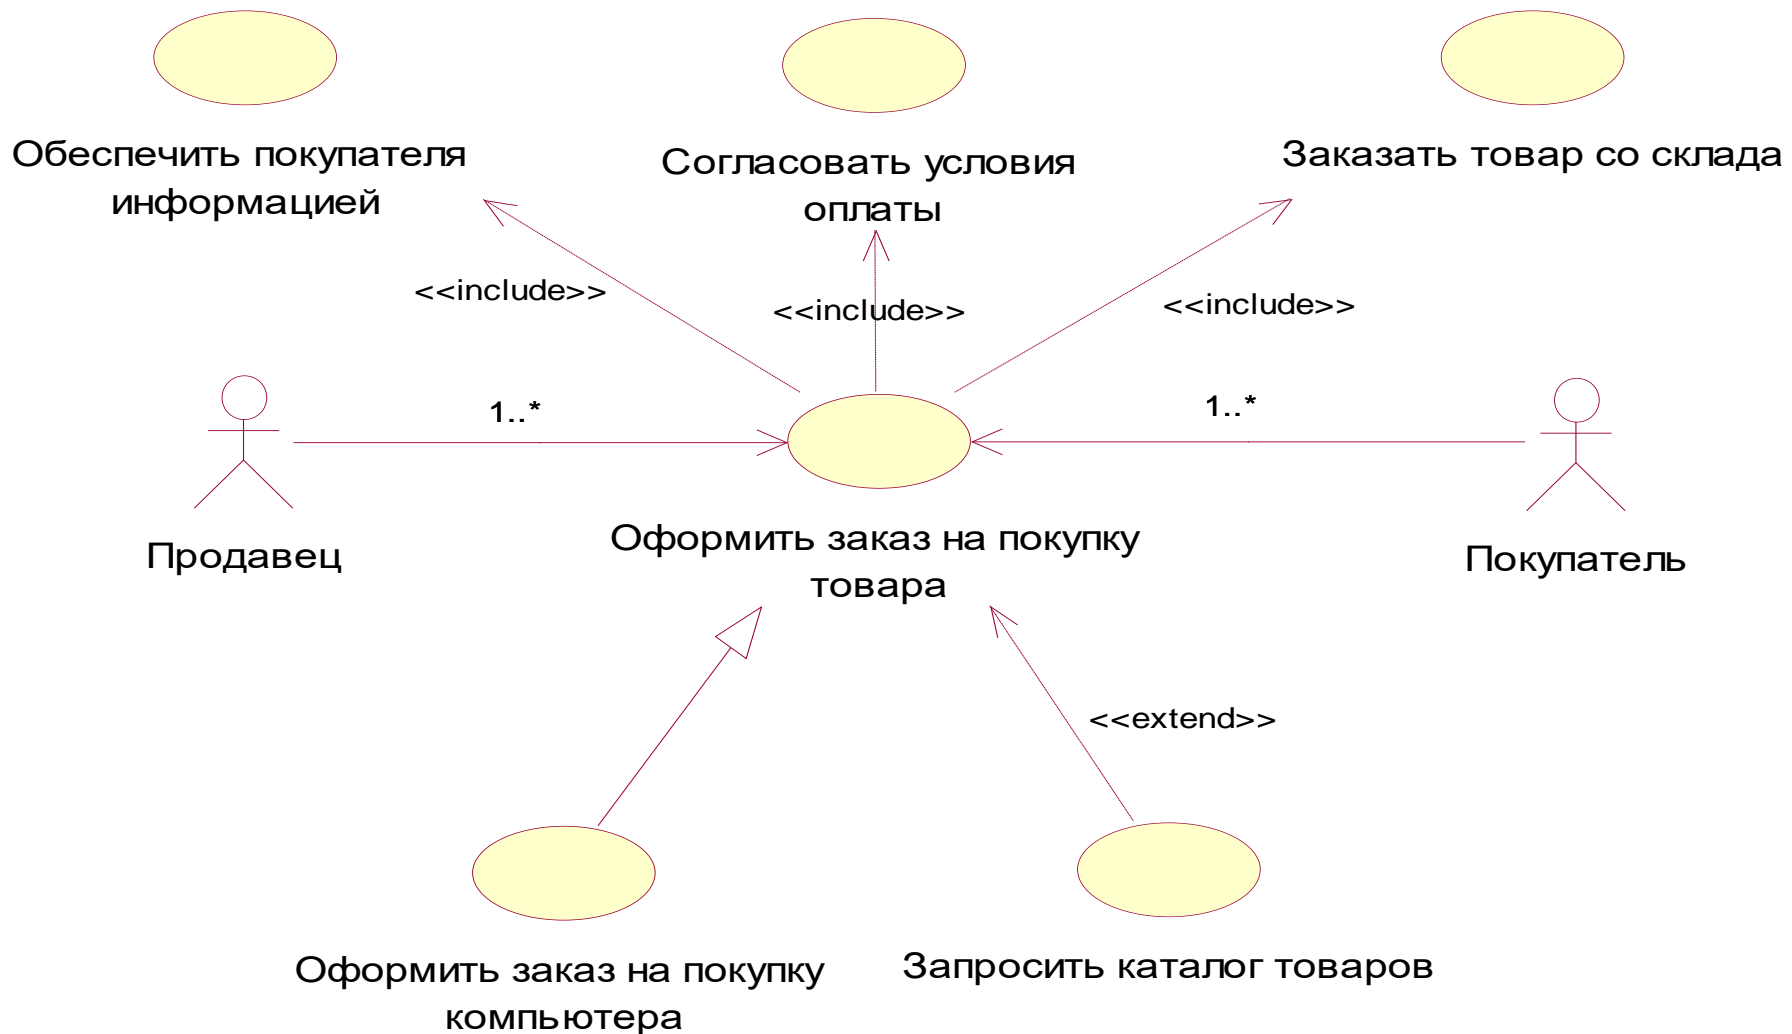 Обеспечить покупателя
информацией
Согласовать условия
оплаты
Заказать товар со склада
<<include>>
<<include>>
<<include>>
1..*
1..*
Продавец
Оформить заказ на покупку
товара
Покупатель
<<extend>>
Оформить заказ на покупку
компьютера
Запросить каталог товаров